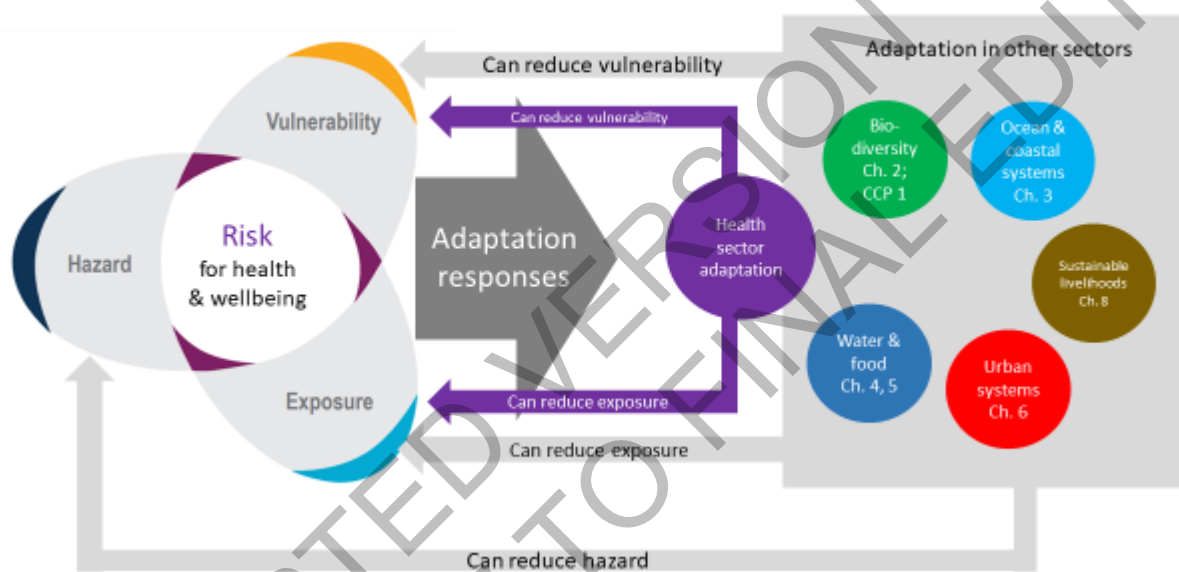 Adaptation in other sectors
Can reduce vulnerability
Vulnerability
Can reduce vulnerability
Bio-
diversity
Ch. 2;
CCP 1
Ocean &
coastal
systems
Ch. 3
Hazard
Risk
for health
& wellbeing
Adaptation
responses
Health
sector
adaptation
Sustainable
livelihoods
Ch. 8
Water &
food
Ch. 4, 5
Urban
systems
Ch. 6
Exposure
Can reduce exposure
Can reduce exposure
Can reduce hazard
TED VERSION
TO FINAL EDIT